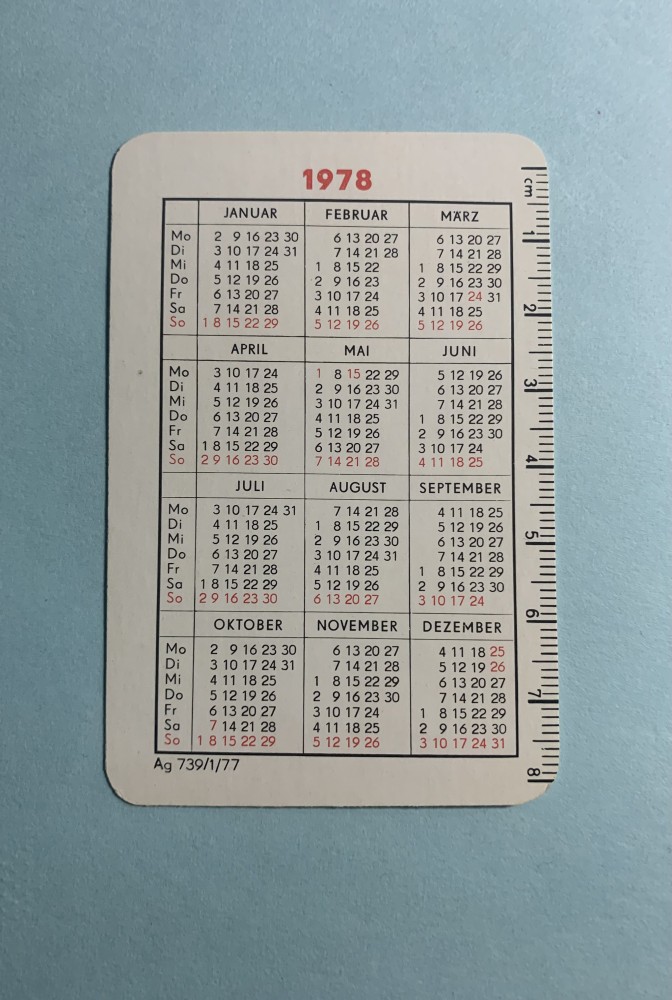 1978
JANUAR FEBRUAR MÄRZ
Mo 2 9 16 23 30 6 13 20 27 6 13 20 27
Di 3 10 17 24 31 7 14 21 28 7 14 21 28
Mi 4 11 18 25 1 8 15 22 1 8 15 22 29
Do 5 12 19 26 2 9 16 23 2 9 16 23 30
Fr 6 13 20 27 3 10 17 24 3 10 17 24 31
Sa 7 14 21 28 4 11 18 25 4 11 18 25
So 1 8 15 22 29 5 12 19 26 5 12 19 26
APRIL MAI JUNI
Mo 3 10 17 24 1 8 15 22 29 5 12 19 26
Di 4 11 18 25 2 9 16 23 30 6 13 20 27
Mi 5 12 19 26 3 10 17 24 31 7 14 21 28
Do 6 13 20 27 4 11 18 25 1 8 15 22 29
Fr 7 14 21 28 5 12 19 26 2 9 16 23 30
Sa 1 8 15 22 29 6 13 20 27 3 10 17 24
So 2 9 16 23 30 7 14 21 28 4 11 18 25
JULI AUGUST SEPTEMBER
Mo 3 10 17 24 31 7 14 21 28 4 11 18 25
Di 4 11 18 25 1 8 15 22 29 5 12 19 26
Mi 5 12 19 26 2 9 16 23 30 6 13 20 27
Do 6 13 20 27 3 10 17 24 31 7 14 21 28
Fr 7 14 21 28 4 11 18 25 1 8 15 22 29
Sa 1 8 15 22 29 5 12 19 26 2 9 16 23 30
So 2 9 16 23 30 6 13 20 27 3 10 17 24
OKTOBER NOVEMBER DEZEMBER
Mo 2 9 16 23 30 6 13 20 27 4 11 18 25
Di 3 10 17 24 31 7 14 21 28 5 12 19 26
Mi 4 11 18 25 1 8 15 22 29 6 13 20 27
Do 5 12 19 26 2 9 16 23 30 7 14 21 28
Fr 6 13 20 27 3 10 17 24 1 8 15 22 29
Sa 7 14 21 28 4 11 18 25 2 9 16 23 30
So 1 8 15 22 29 5 12 19 26 3 10 17 24 31
Ag 739/1/77
cm 1 2 3 4 5 6 7 8